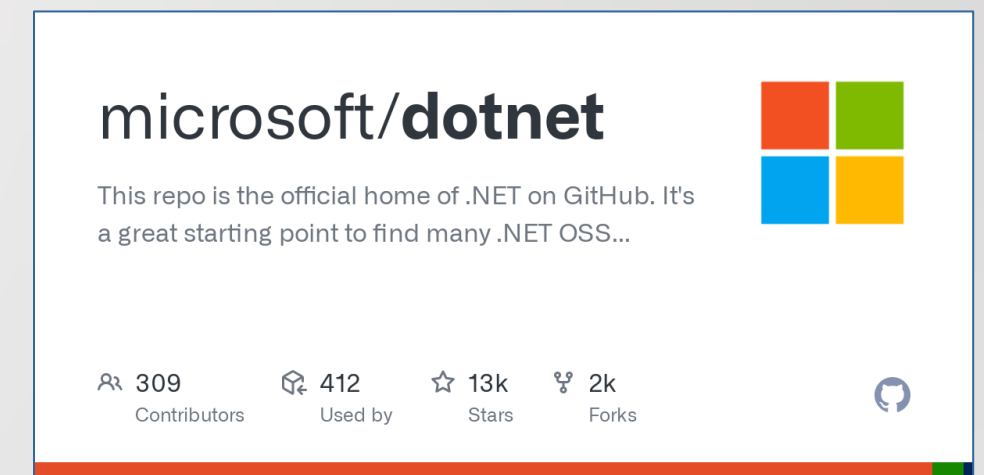 microsoft/dotnet
This repo is the official home of .NET on GitHub. It's
a great starting point to find many .NET OSS...
309 412 13k 2k
Contributors Used by Stars Forks